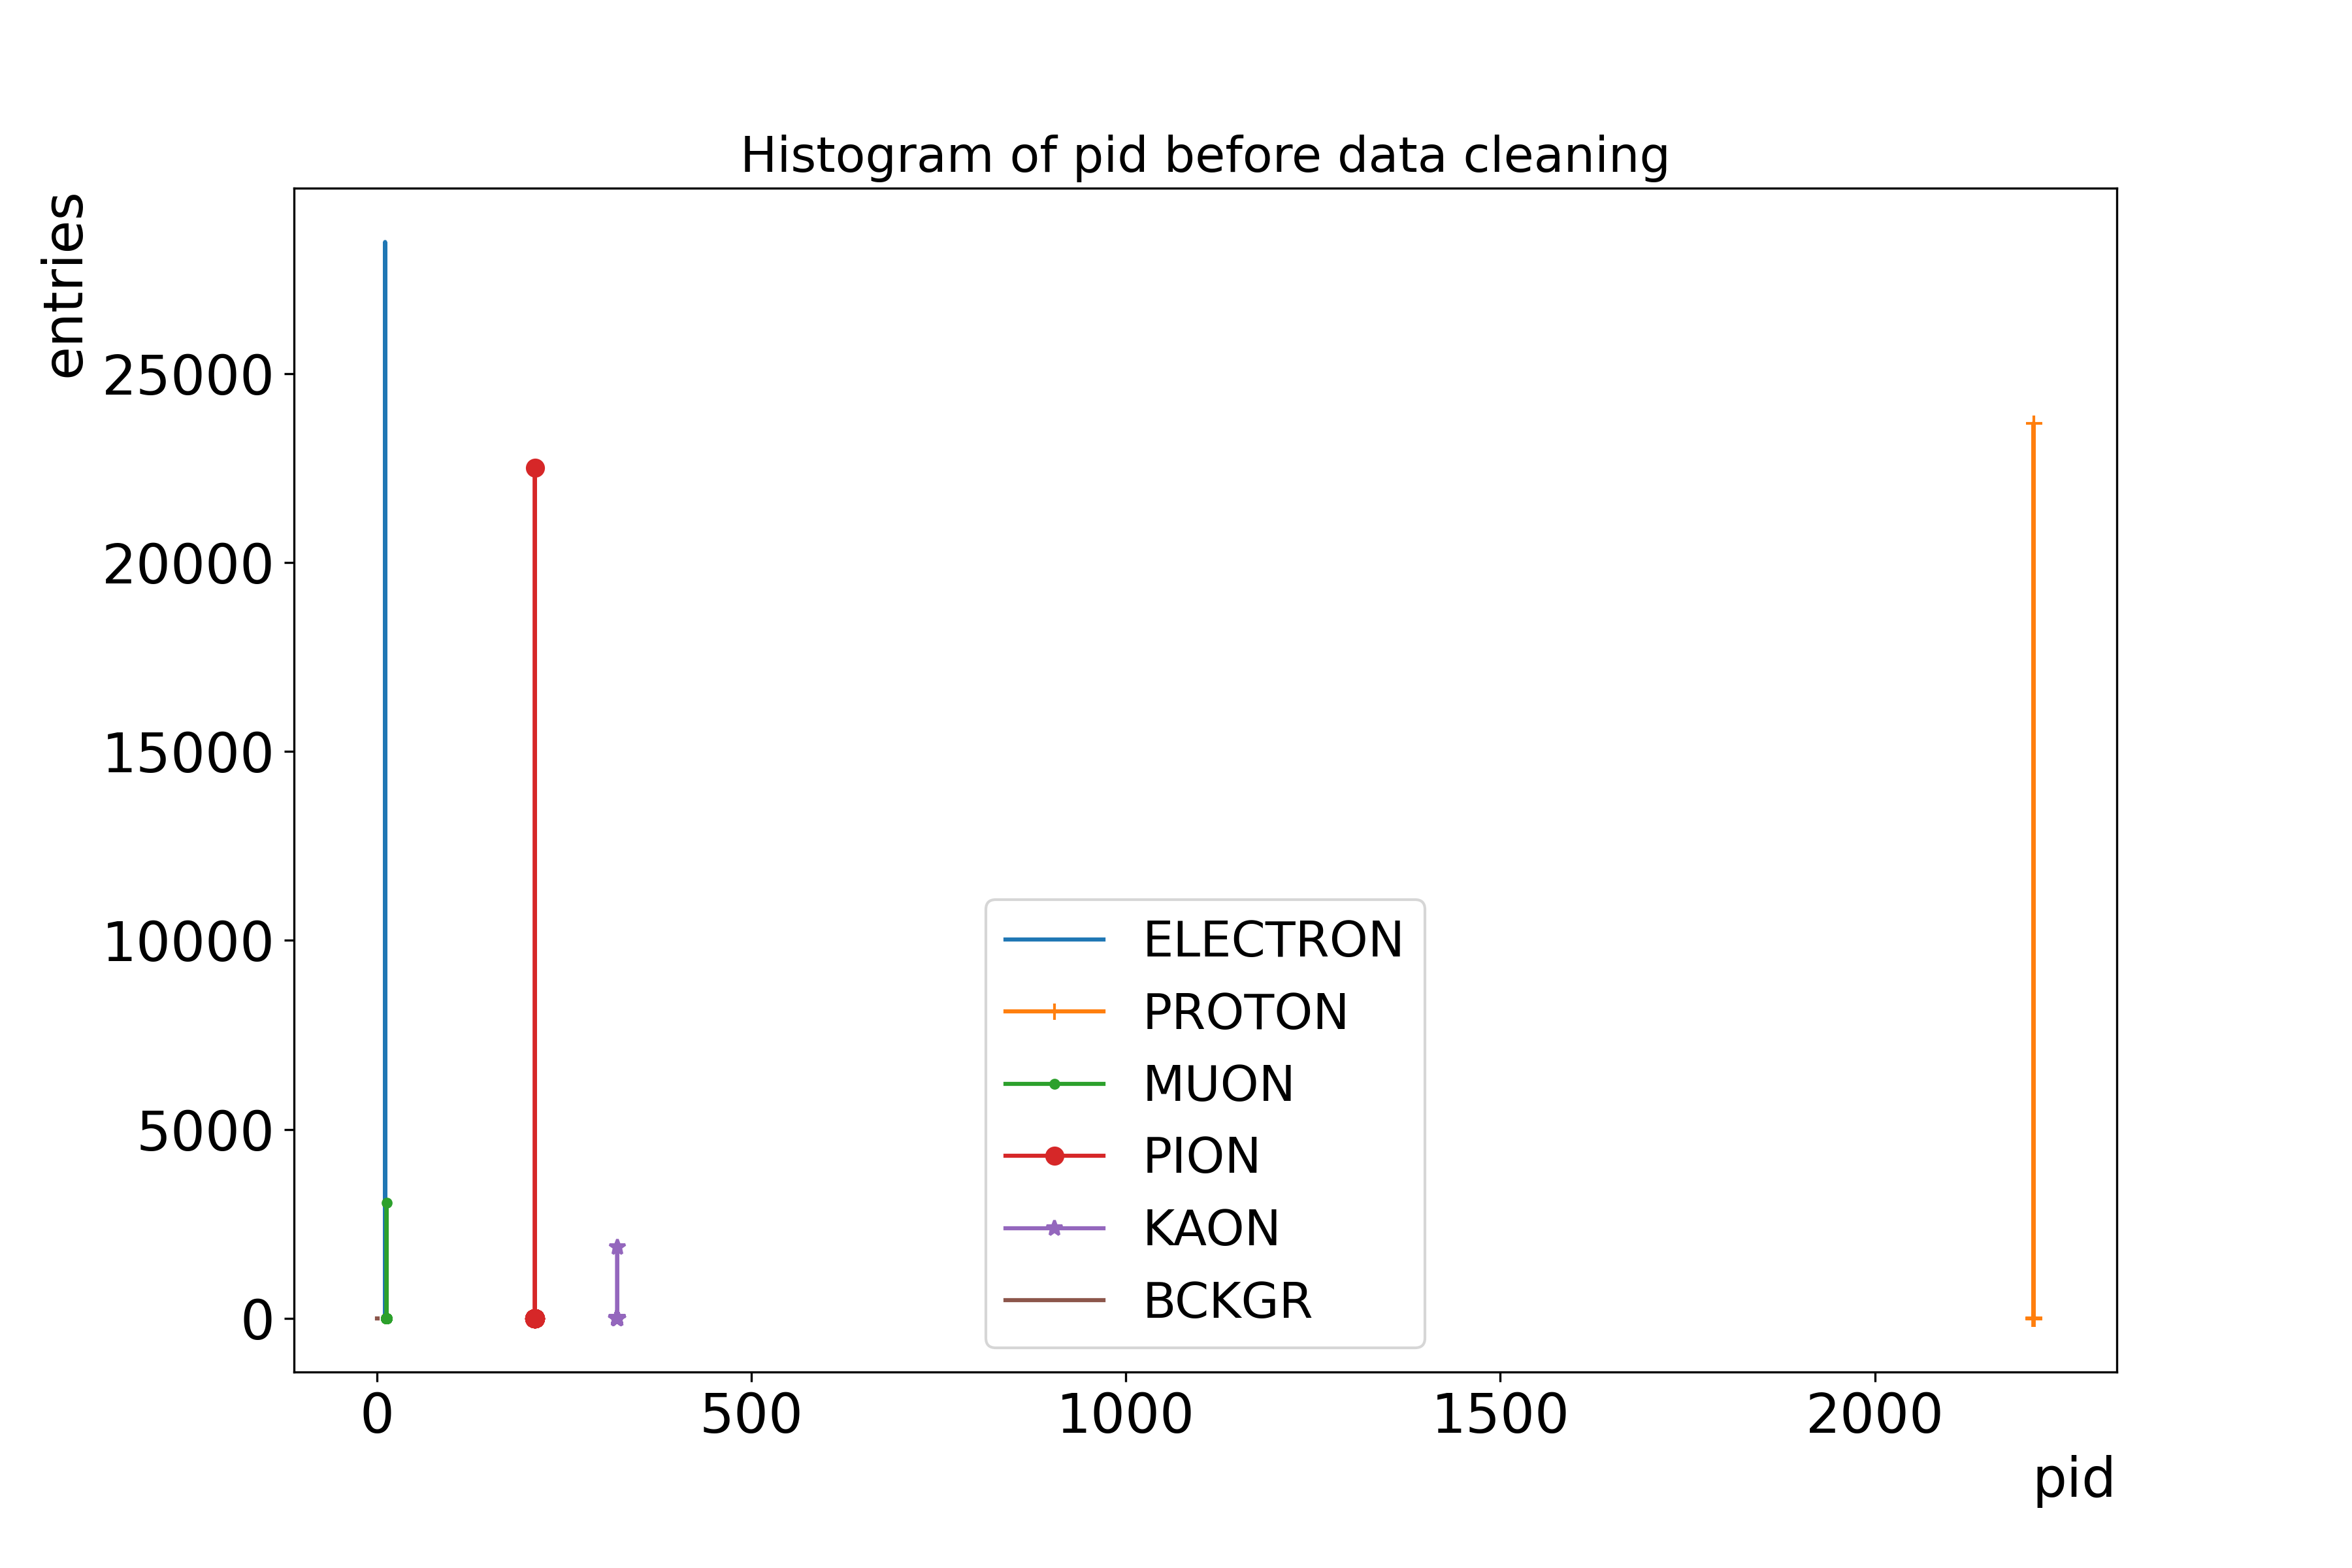 Histogram of pid before data cleaning
entries
25000
20000
15000
10000
5000
0
ELECTRON
PROTON
MUON
PION
KAON
BCKGR
0 500 1000 1500 2000
pid